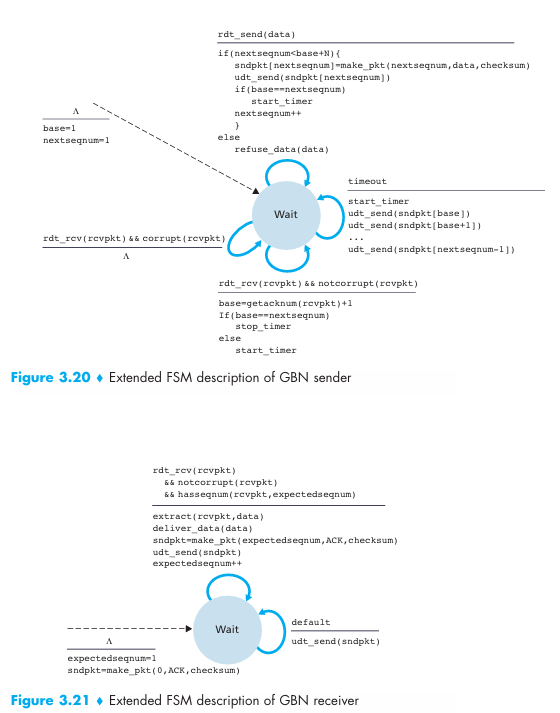 rdt_send(data)
if(nextseqnum<base+N){
sndpkt[nextseqnum]=make_pkt(nextseqnum,data,checksum)
udt_send(sndpkt[nextseqnum])
if(base==nextseqnum)
start_timer
nextseqnum++
}
else
refuse_data(data)
Λ
base=1
nextseqnum=1
Wait
timeout
start_timer
udt_send(sndpkt[base])
udt_send(sndpkt[base+1])
...
udt_send(sndpkt[nextseqnum-1])
rdt_rcv(rcvpkt) && corrupt(rcvpkt)
Λ
rdt_rcv(rcvpkt) && notcorrupt(rcvpkt)
base=getacknum(rcvpkt)+1
If(base==nextseqnum)
stop_timer
else
start_timer
Figure 3.20 ♦ Extended FSM description of GBN sender
rdt_rcv(rcvpkt)
&& notcorrupt(rcvpkt)
&& hasseqnum(rcvpkt,expectedseqnum)
extract(rcvpkt,data)
deliver_data(data)
sndpkt=make_pkt(expectedseqnum,ACK,checksum)
udt_send(sndpkt)
expectedseqnum++
Wait
default
udt_send(sndpkt)
Λ
expectedseqnum=1
sndpkt=make_pkt(0,ACK,checksum)
Figure 3.21 ♦ Extended FSM description of GBN receiver